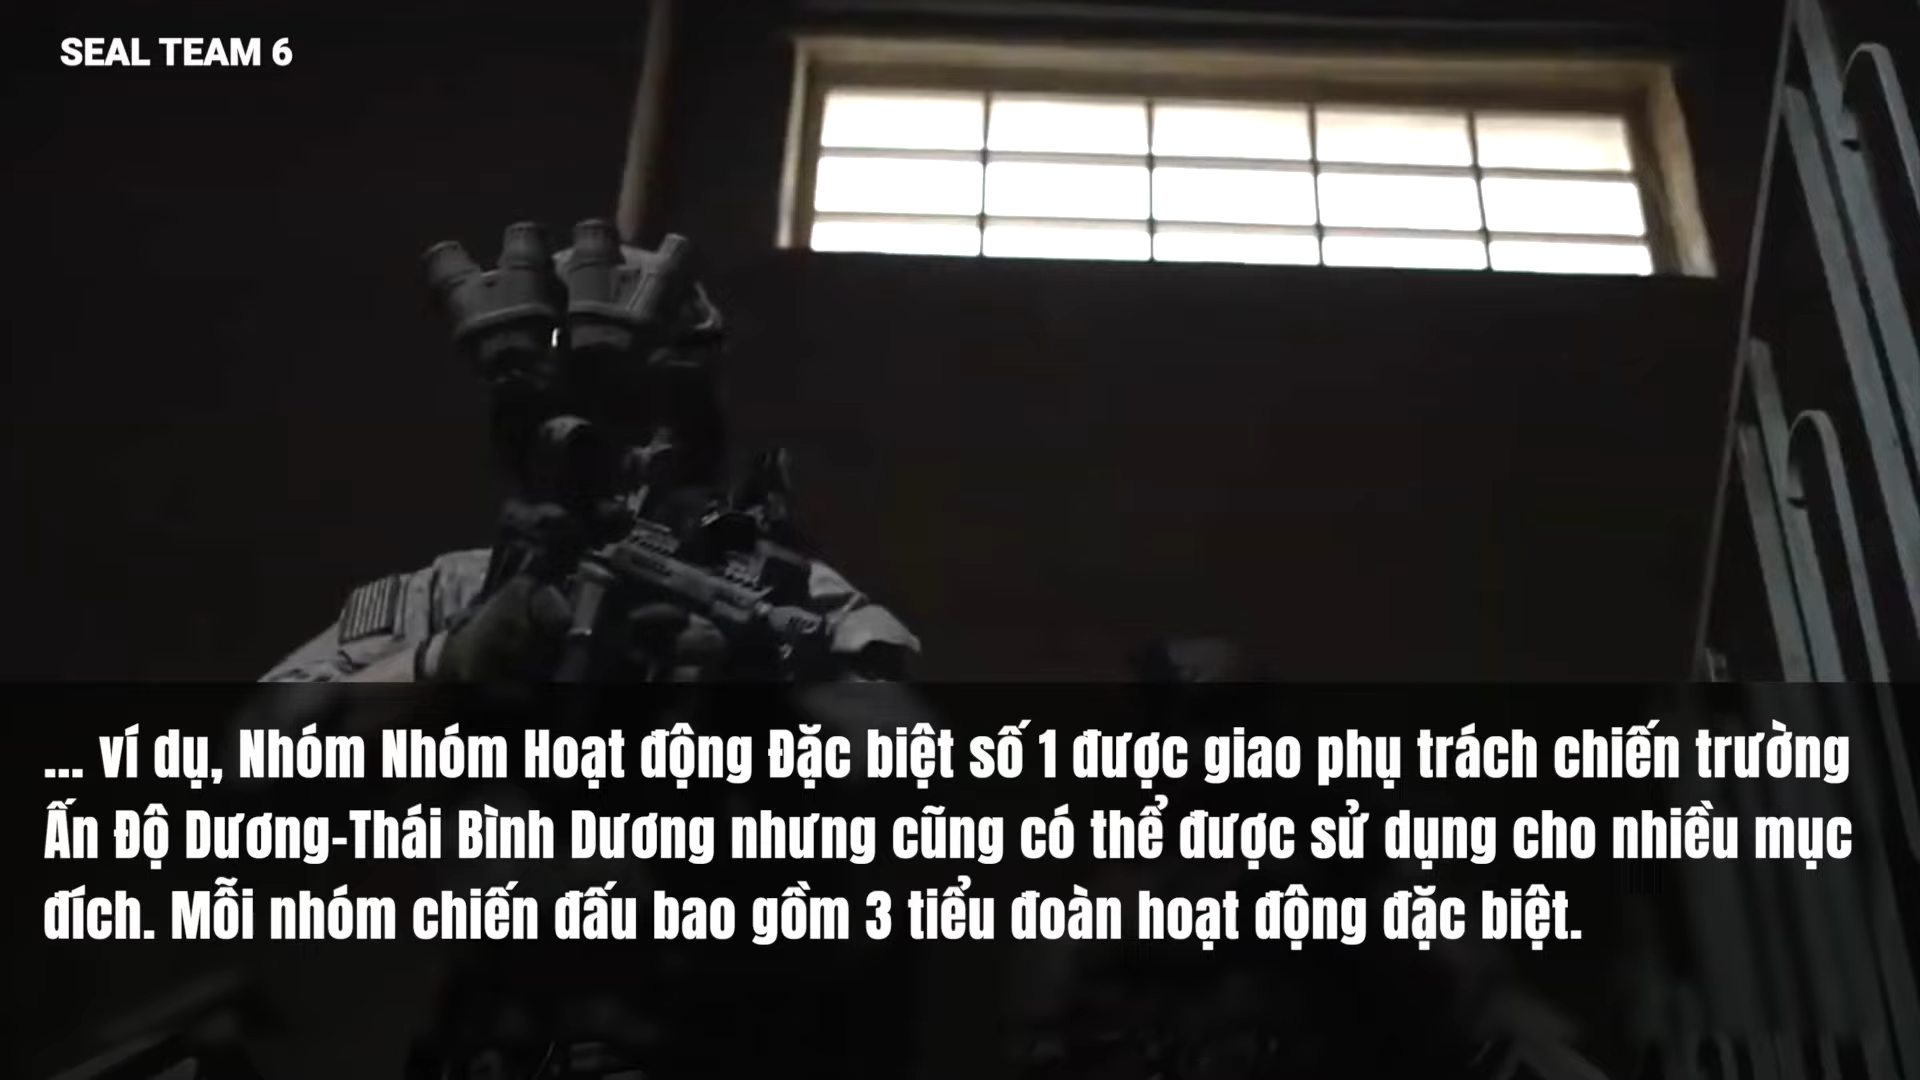 SEAL TEAM 6
... ví dụ, Nhóm Nhóm Hoạt động Đặc biệt số 1 được giao phụ trách chiến trường
Ấn Độ Dương-Thái Bình Dương nhưng cũng có thể được sử dụng cho nhiều mục
đích. Mỗi nhóm chiến đấu bao gồm 3 tiểu đoàn hoạt động đặc biệt.